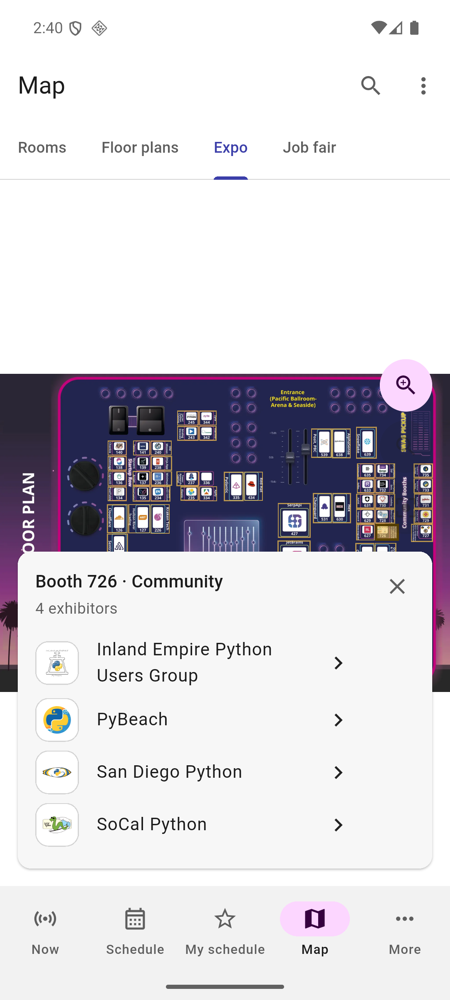 2:40
Map
Rooms
Floor plans
Expo
Job fair
Entrance
(Pacific Ballroom-
Arena & Seaside)
SWAG PICKUP
OOR PLAN
Community Booths
Booth 726 · Community
4 exhibitors
Inland Empire Python
Users Group
PyBeach
San Diego Python
SoCal Python
Now
Schedule
My schedule
Map
More